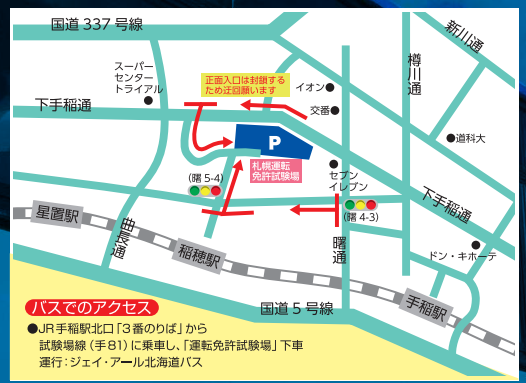 国道337号線
新川通
樽川通
スーパー
センター
トライアル
正面入口は封鎖する
ため迂回願います
イオン
交番
下手稲通
P
道科大
札幌運転
免許試験場
セブン
イレブン
(曙5-4)
下手稲通
(曙4-3)
星置駅
曲長通
稲穂駅
曙通
ドン・キホーテ
手稲駅
国道5号線
バスでのアクセス
●JR手稲駅北口「3番のりば」から
試験場線(手81)に乗車し、「運転免許試験場」下車
運行:ジェイ・アール北海道バス